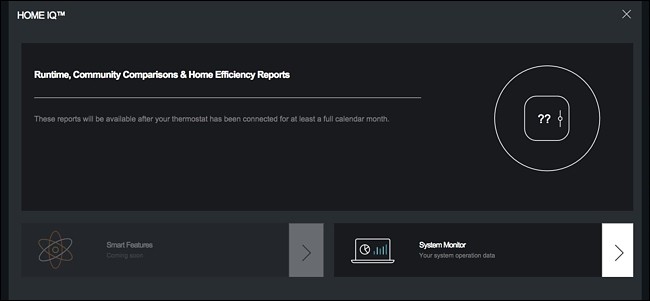 HOME IQ™
Runtime, Community Comparisons & Home Efficiency Reports
These reports will be available after your thermostat has been connected for at least a full calendar month.
??
Smart Features
Coming soon
System Monitor
Your system operation data